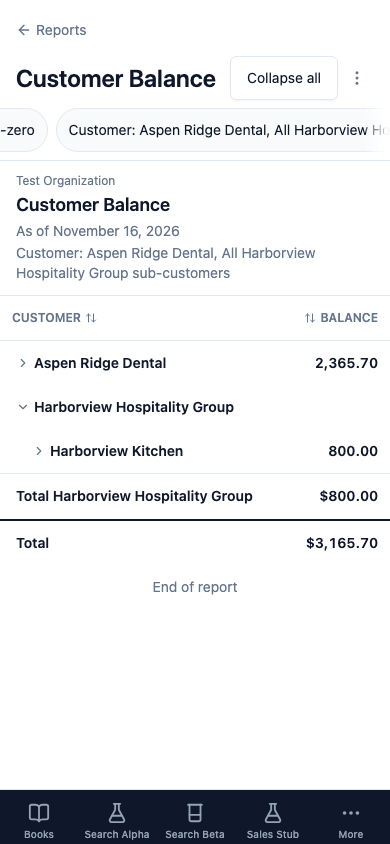 Reports
Customer Balance
Collapse all
-zero
Customer: Aspen Ridge Dental, All Harborview Ho
Test Organization
Customer Balance
As of November 16, 2026
Customer: Aspen Ridge Dental, All Harborview
Hospitality Group sub-customers
CUSTOMER BALANCE
Aspen Ridge Dental 2,365.70
Harborview Hospitality Group
Harborview Kitchen 800.00
Total Harborview Hospitality Group $800.00
Total $3,165.70
End of report
Books Search Alpha Search Beta Sales Stub More